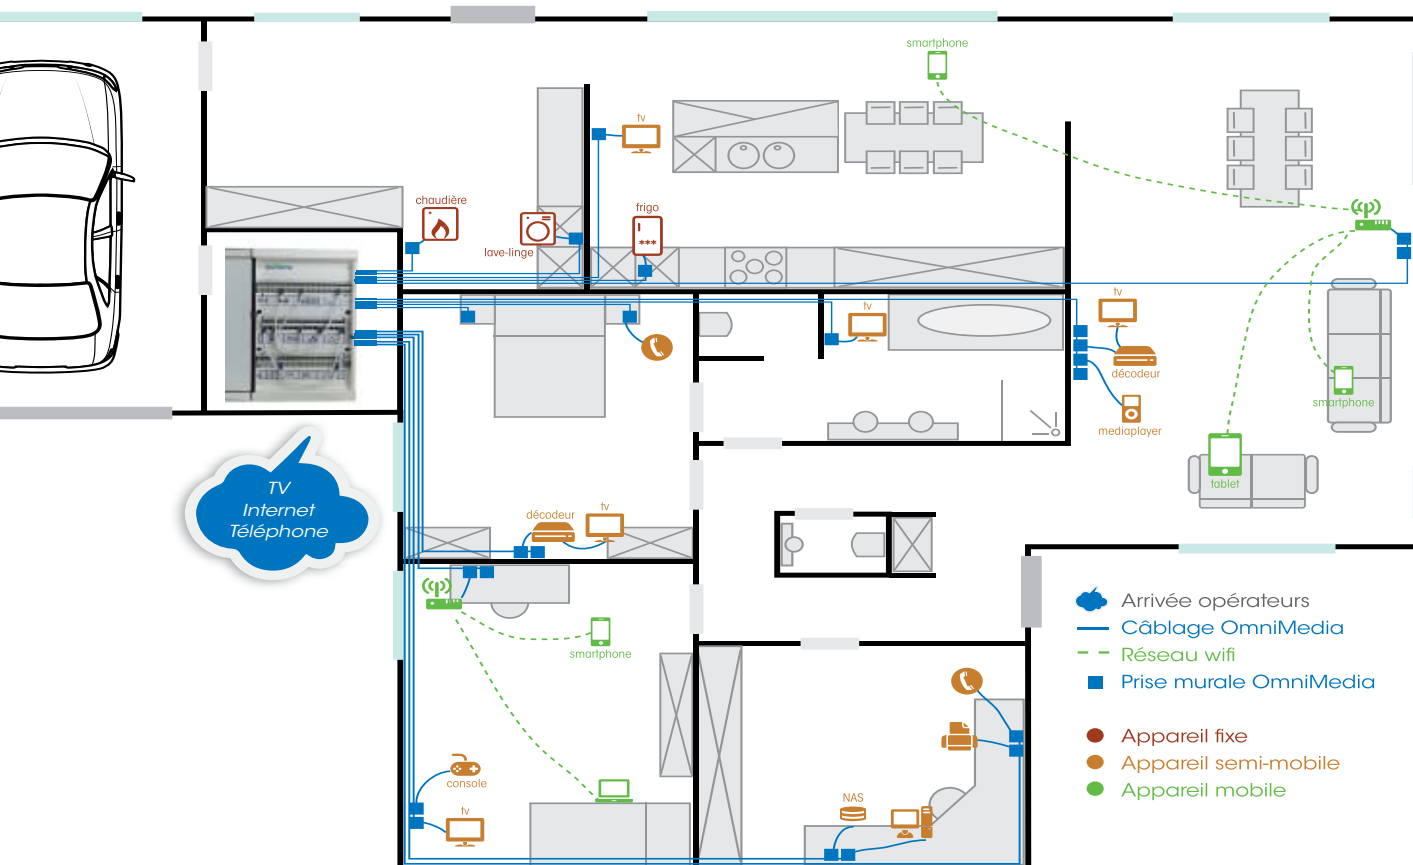 smartphone
tv
chaudière
lave-linge
frigo
***
tv
tv
décodeur
mediaplayer
smartphone
tablet
TV
Internet
Téléphone
décodeur
tv
smartphone
console
tv
NAS
Arrivée opérateurs
Câblage OmniMedia
Réseau wifi
Prise murale OmniMedia
Appareil fixe
Appareil semi-mobile
Appareil mobile